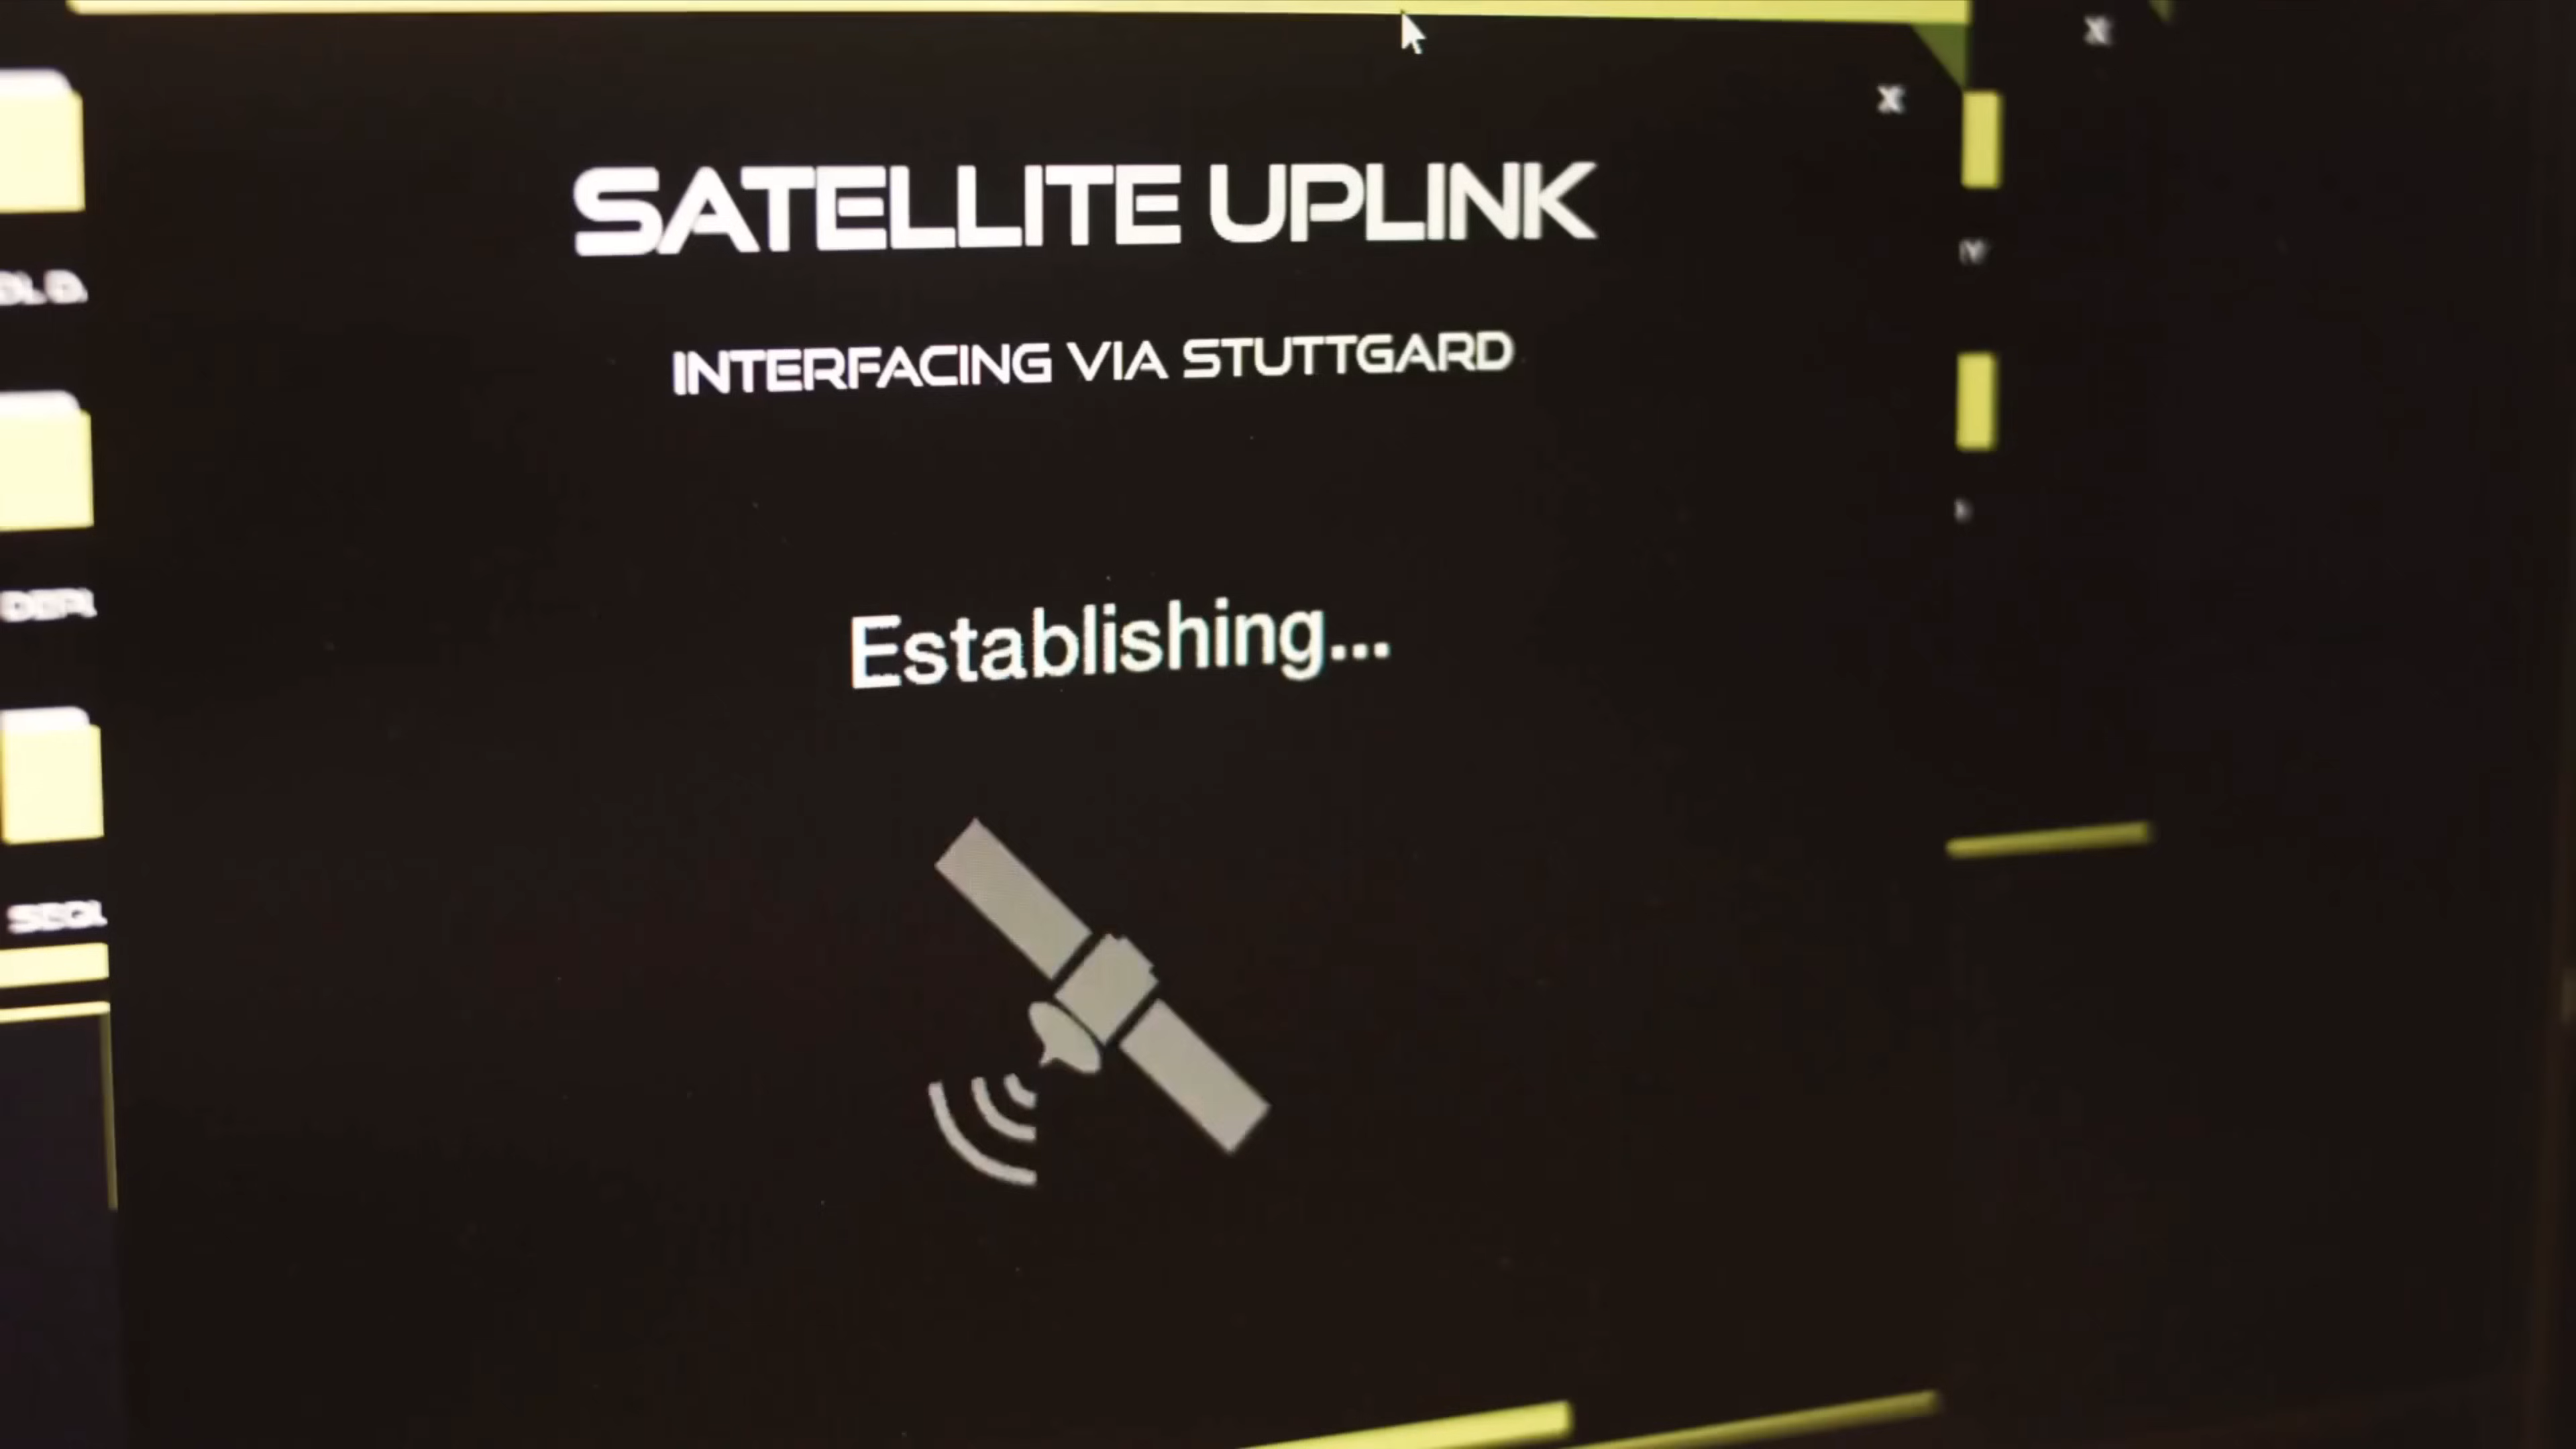 SATELLITE UPLINK
INTERFACING VIA STUTTGARD
Establishing...
x
x